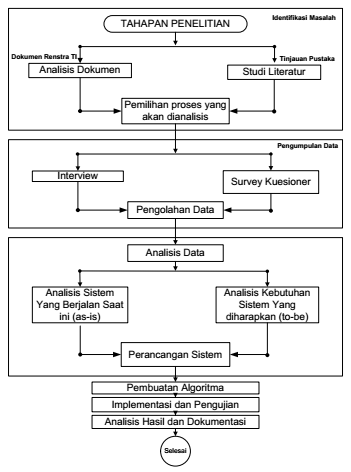 TAHAPAN PENELITIAN
Identifikasi Masalah
Dokumen Renstra TI
Tinjauan Pustaka
Analisis Dokumen
Studi Literatur
Pemilihan proses yang
akan dianalisis
Pengumpulan Data
Interview
Survey Kuesioner
Pengolahan Data
Analisis Data
Analisis Sistem
Yang Berjalan Saat
ini (as-is)
Analisis Kebutuhan
Sistem Yang
diharapkan (to-be)
Perancangan Sistem
Pembuatan Algoritma
Implementasi dan Pengujian
Analisis Hasil dan Dokumentasi
Selesai